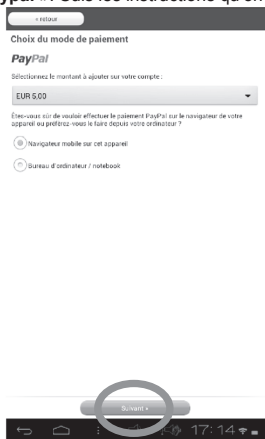 ypal ». Suis les instructions qu'on
« retour
Choix du mode de paiement
PayPal
Sélectionnez le montant à ajouter sur votre compte :
EUR 5,00
Êtes-vous sûr de vouloir effectuer le paiement PayPal sur le navigateur de votre
appareil ou préférez-vous le faire depuis votre ordinateur ?
Navigateur mobile sur cet appareil
Bureau d'ordinateur / notebook
Suivant »
17:14